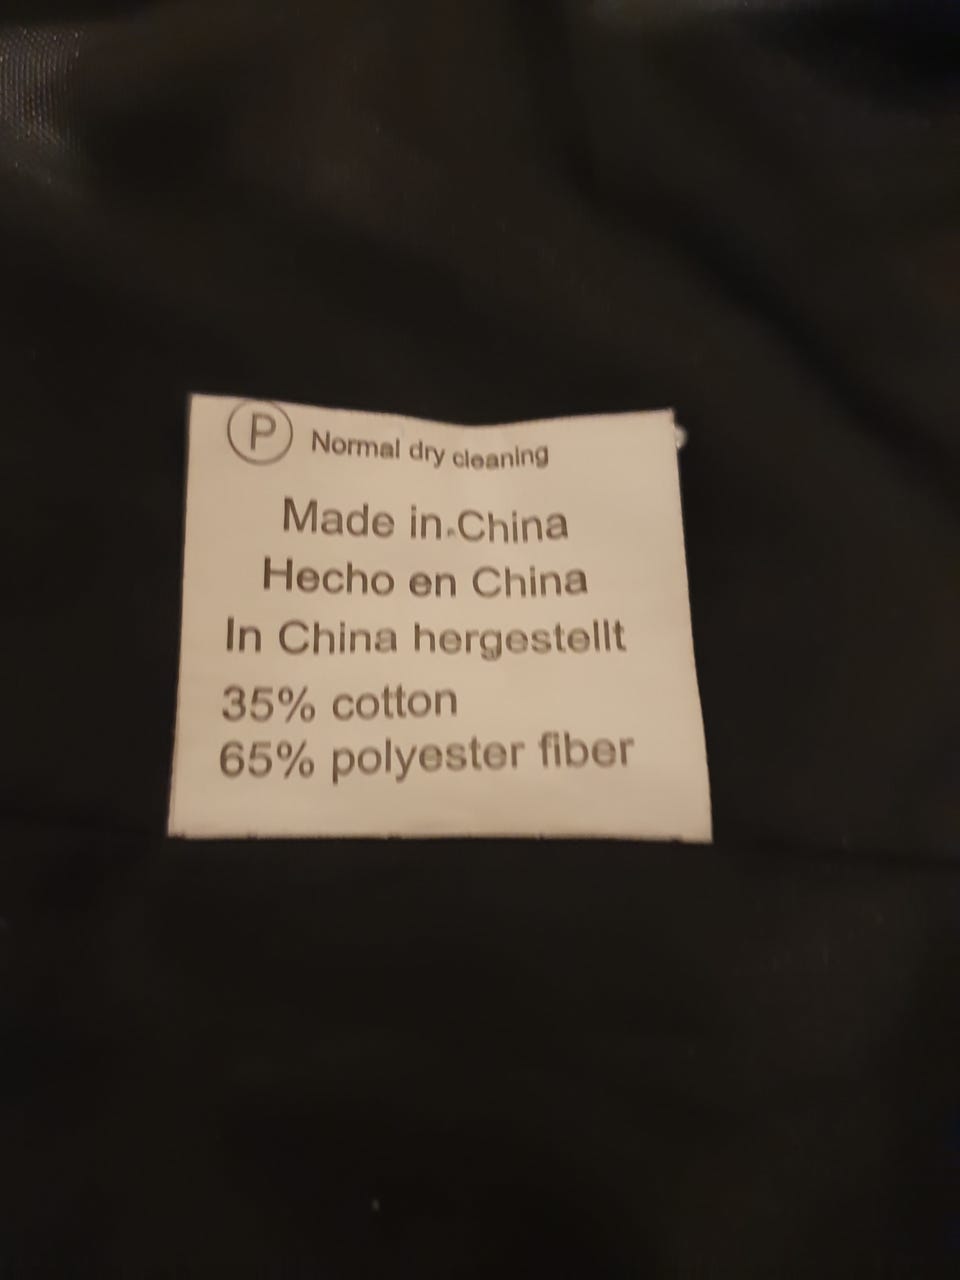 P Normal dry cleaning
Made in China
Hecho en China
In China hergestellt
35% cotton
65% polyester fiber